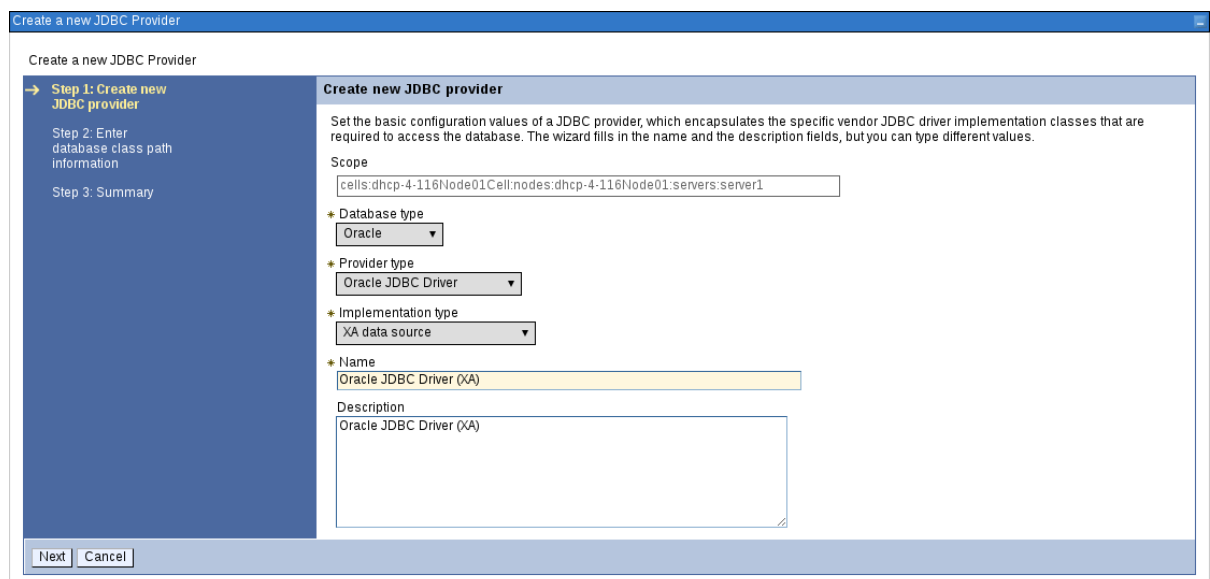 Create a new JDBC Provider
Create a new JDBC Provider
Step 1: Create new
JDBC provider
Step 2: Enter
database class path
information
Step 3: Summary
Create new JDBC provider
Set the basic configuration values of a JDBC provider, which encapsulates the specific vendor JDBC driver implementation classes that are
required to access the database. The wizard fills in the name and the description fields, but you can type different values.
Scope
cells:dhcp-4-116Node01Cell:nodes:dhcp-4-116Node01:servers:server1
* Database type
Oracle
* Provider type
Oracle JDBC Driver
* Implementation type
XA data source
* Name
Oracle JDBC Driver (XA)
Description
Oracle JDBC Driver (XA)
Next Cancel